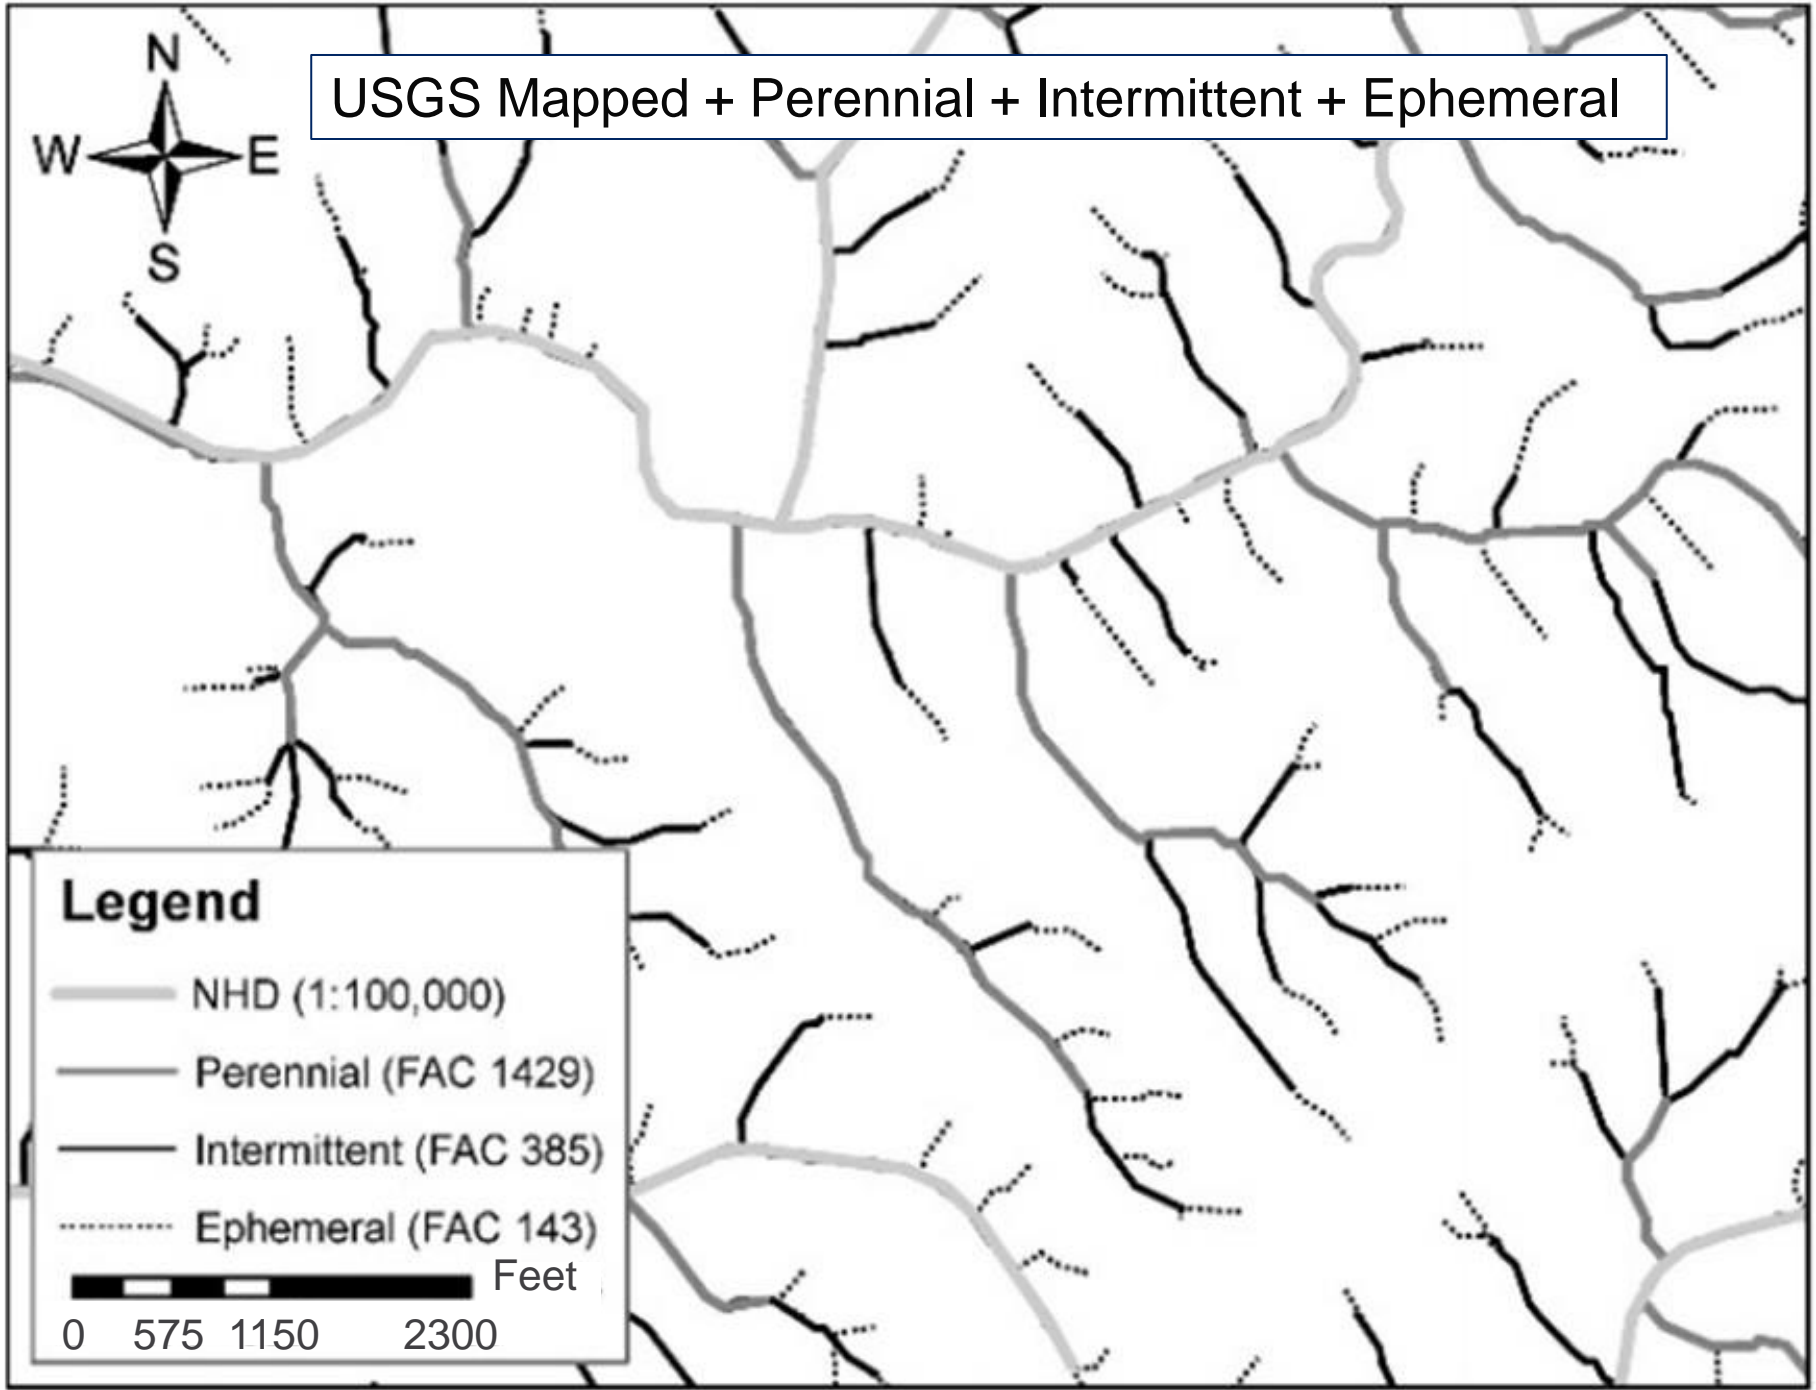 USGS Mapped + Perennial + Intermittent + Ephemeral
N
W E
S
Legend
NHD (1:100,000)
Perennial (FAC 1429)
Intermittent (FAC 385)
Ephemeral (FAC 143)
Feet
0 575 1150 2300